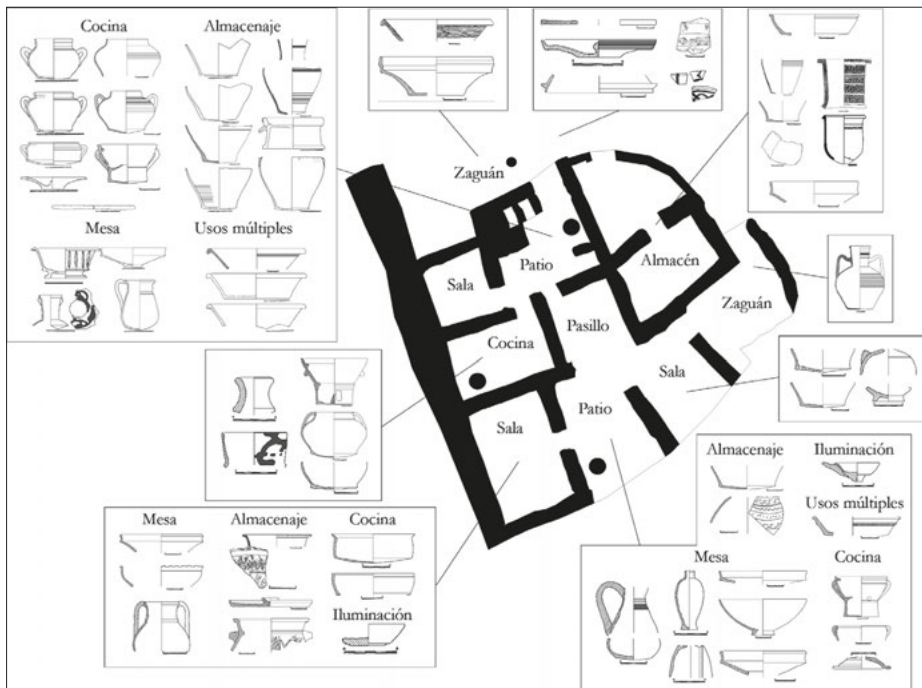 Cocina
Almacenaje
Mesa
Usos múltiples
Zaguán
Sala
Patio
Almacén
Zaguán
Cocina
Pasillo
Sala
Sala
Patio
Mesa
Almacenaje
Cocina
Iluminación
Almacenaje
Iluminación
Usos múltiples
Mesa
Cocina